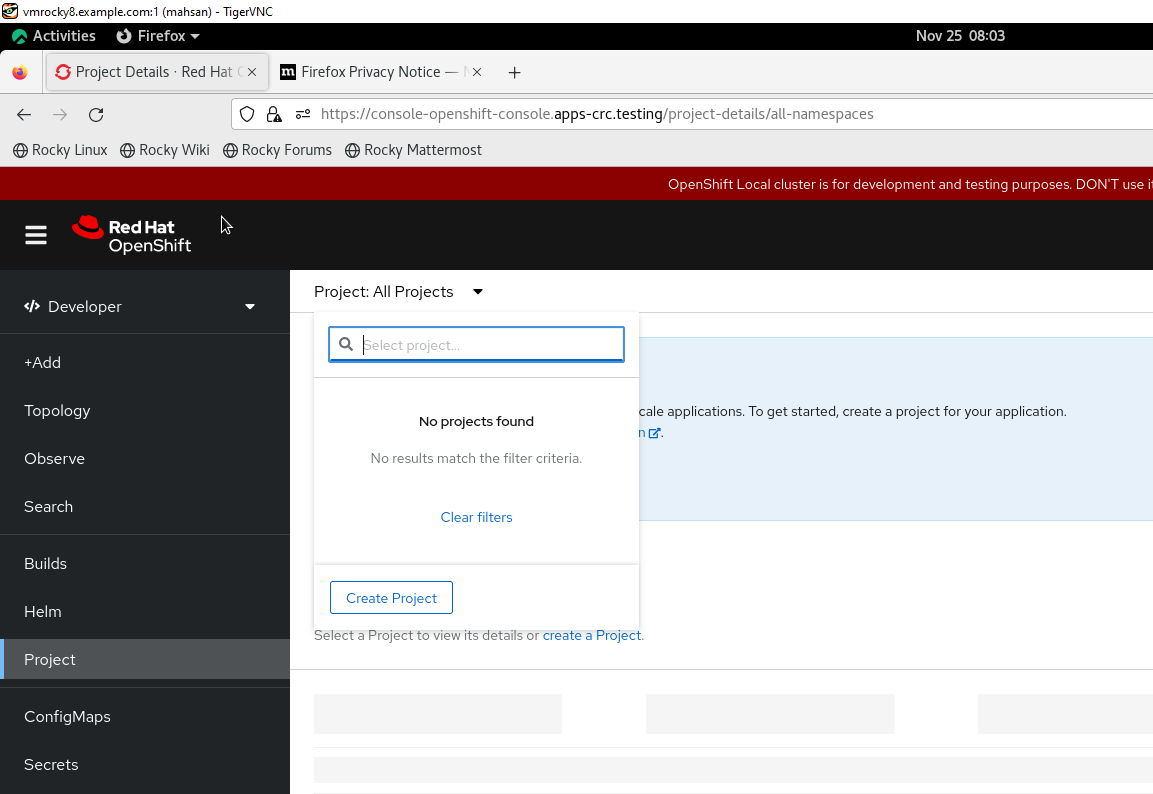 vmrocky8.example.com:1 (mahsan) - TigerVNC
Activities Firefox Nov 25 08:03
Project Details · Red Hat Firefox Privacy Notice —
https://console-openshift-console.apps-crc.testing/project-details/all-namespaces
Rocky Linux Rocky Wiki Rocky Forums Rocky Mattermost
OpenShift Local cluster is for development and testing purposes. DON'T use
Red Hat
OpenShift
Developer
Project: All Projects
Select project...
+Add
Topology
cale applications. To get started, create a project for your application.
No projects found
n.
Observe
No results match the filter criteria.
Search
Clear filters
Builds
Helm
Create Project
Select a Project to view its details or create a Project.
Project
ConfigMaps
Secrets